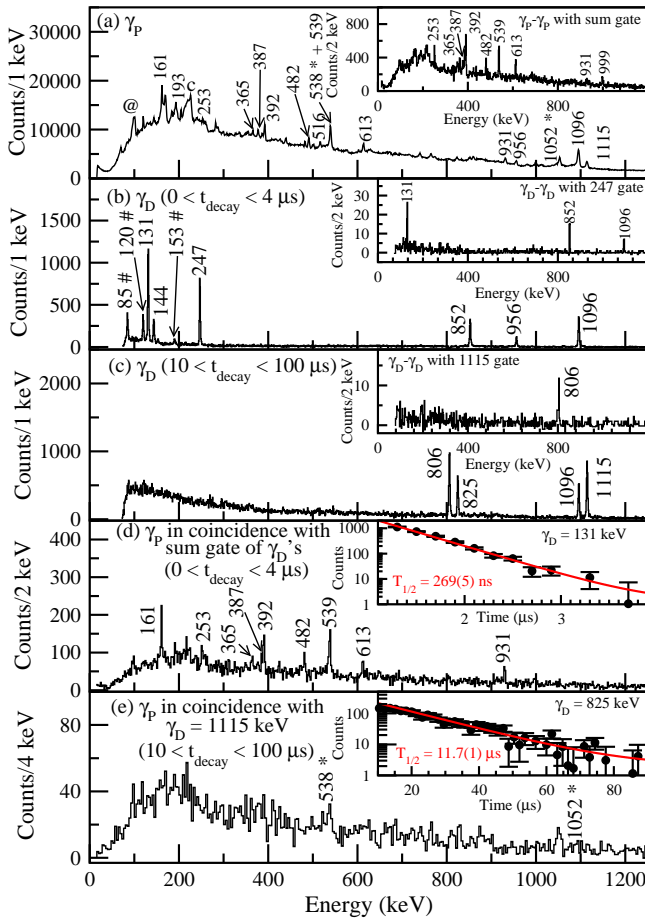 (a) γP
@
161
193
c
253
365
387
392
482
516
538 * + 539
613
931
956
1052 *
1096
1115
30000
20000
10000
0
Counts/1 keV
γP-γP with sum gate
253
365
387
392
482
539
613
931
999
800
400
0
Counts/2 keV
0 400 800
Energy (keV)
(b) γD (0 < tdecay < 4 μs)
85 #
120 #
131
144
153 #
247
852
956
1096
1500
1000
500
0
Counts/1 keV
γD-γD with 247 gate
131
852
1096
30
20
10
0
Counts/2 keV
0 400 800
Energy (keV)
(c) γD (10 < tdecay < 100 μs)
806
825
1096
1115
2000
1000
0
Counts/1 keV
γD-γD with 1115 gate
806
10
0
Counts/2 keV
0 400 800
Energy (keV)
(d) γP in coincidence with
sum gate of γD's
(0 < tdecay < 4 μs)
161
253
365
387
392
482
539
613
931
400
300
200
100
0
Counts/2 keV
γD = 131 keV
T1/2 = 269(5) ns
1000
100
10
1
Counts
2 3
Time (μs)
(e) γP in coincidence with
γD = 1115 keV
(10 < tdecay < 100 μs)
538 *
1052 *
80
40
0
Counts/4 keV
γD = 825 keV
T1/2 = 11.7(1) μs
100
10
1
Counts
20 40 60 80
Time (μs)
0 200 400 600 800 1000 1200
Energy (keV)